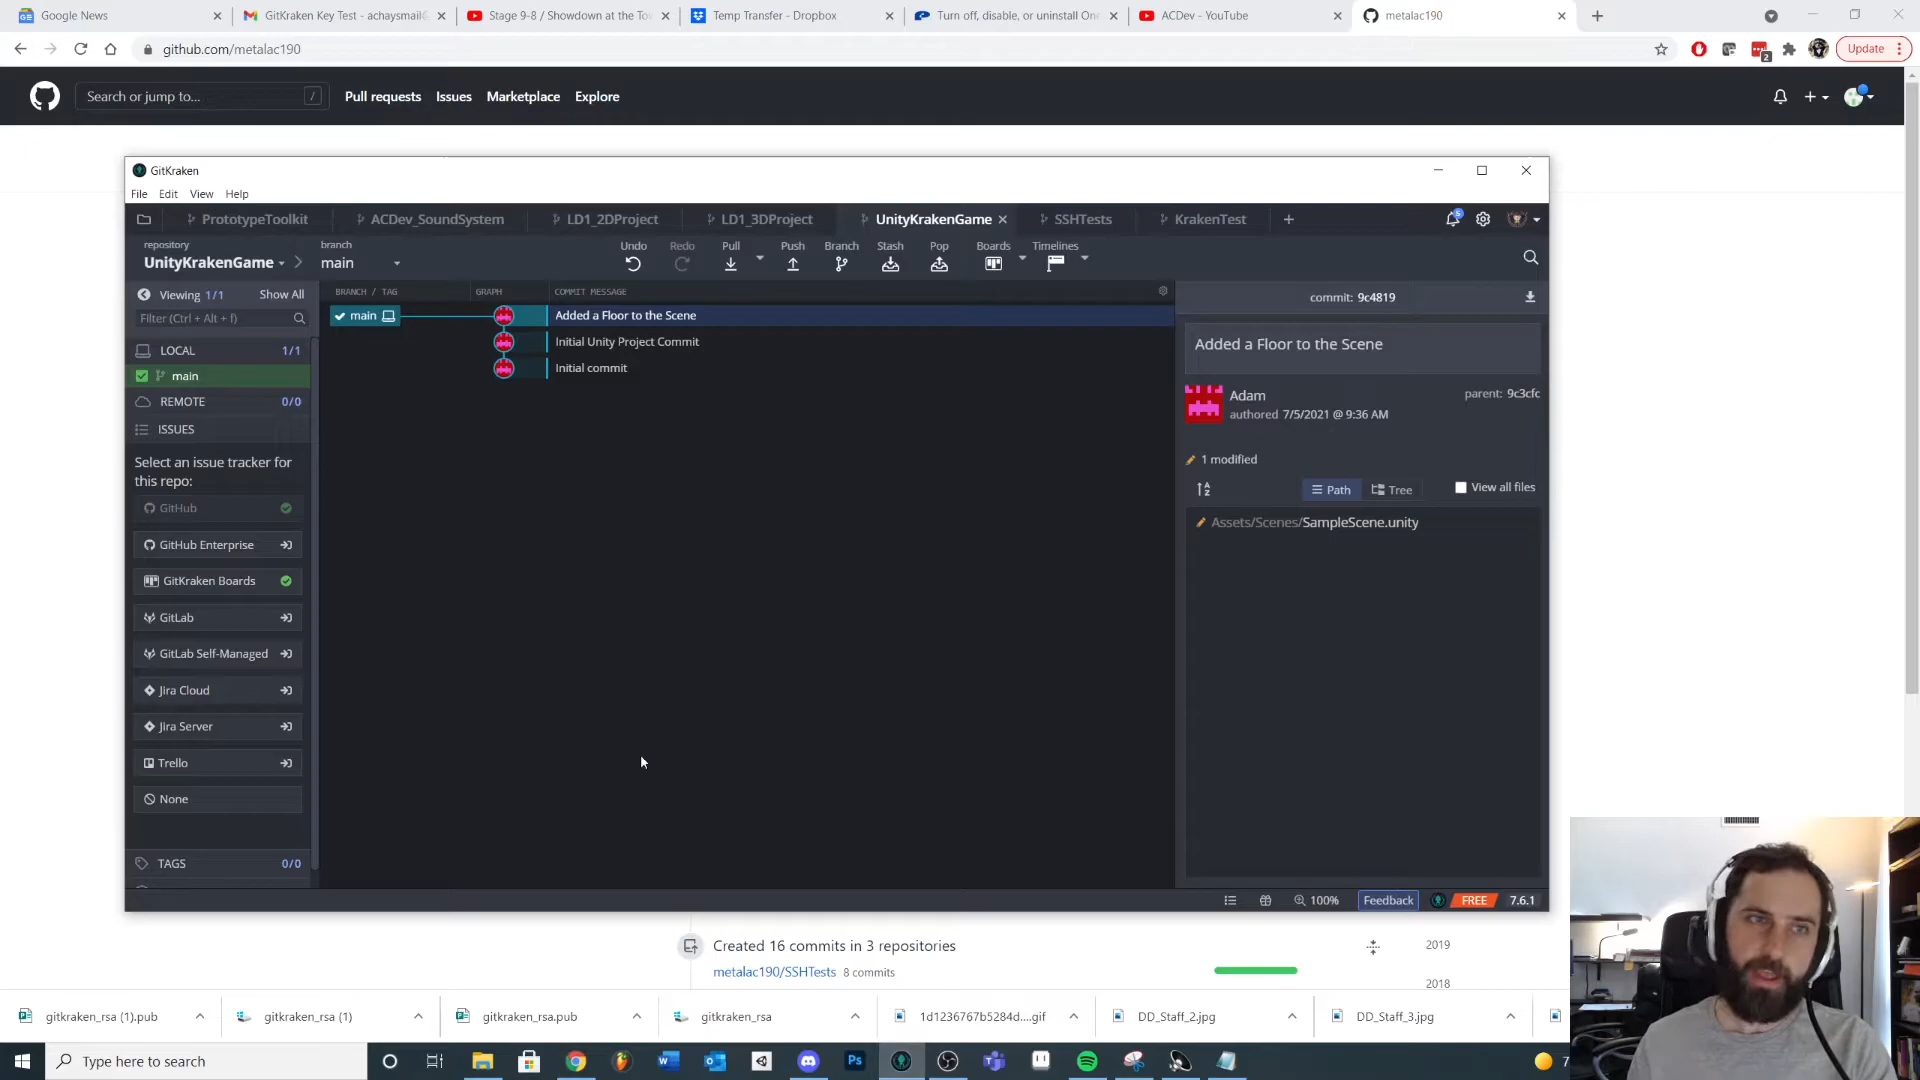 Google News
GitKraken Key Test - achaysmail@
Stage 9-8 / Showdown at the To
Temp Transfer - Dropbox
Turn off, disable, or uninstall On
ACDev - YouTube
metalac190
github.com/metalac190
Update
2
Search or jump to...
/
Pull requests
Issues
Marketplace
Explore
GitKraken
File
Edit
View
Help
PrototypeToolkit
ACDev_SoundSystem
LD1_2DProject
LD1_3DProject
UnityKrakenGame
SSHTests
KrakenTest
5
repository
UnityKrakenGame
branch
main
Undo
Redo
Pull
Push
Branch
Stash
Pop
Boards
Timelines
Viewing 1/1
Show All
Filter (Ctrl + Alt + f)
LOCAL 1/1
main
REMOTE 0/0
ISSUES
Select an issue tracker for
this repo:
GitHub
GitHub Enterprise
GitKraken Boards
GitLab
GitLab Self-Managed
Jira Cloud
Jira Server
Trello
None
TAGS 0/0
BRANCH / TAG
GRAPH
COMMIT MESSAGE
main
Added a Floor to the Scene
Initial Unity Project Commit
Initial commit
commit: 9c4819
Added a Floor to the Scene
Adam
authored 7/5/2021 @ 9:36 AM
parent: 9c3cfc
1 modified
Path
Tree
View all files
Assets/Scenes/SampleScene.unity
100%
Feedback
FREE
7.6.1
Created 16 commits in 3 repositories
metalac190/SSHTests 8 commits
2019
2018
gitkraken_rsa (1).pub
gitkraken_rsa (1)
gitkraken_rsa.pub
gitkraken_rsa
1d1236767b5284d....gif
DD_Staff_2.jpg
DD_Staff_3.jpg
Type here to search
Ps
7